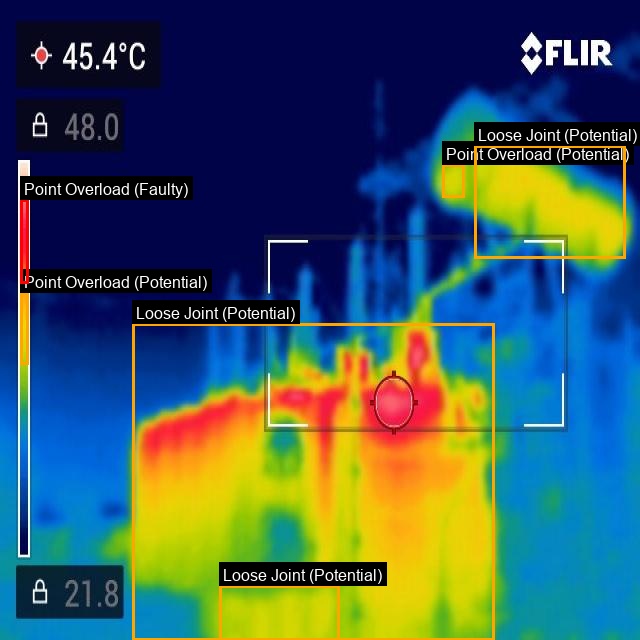 45.4°C
FLIR
48.0
Loose Joint (Potential)
Point Overload (Potential)
Point Overload (Faulty)
Point Overload (Potential)
Loose Joint (Potential)
Loose Joint (Potential)
21.8